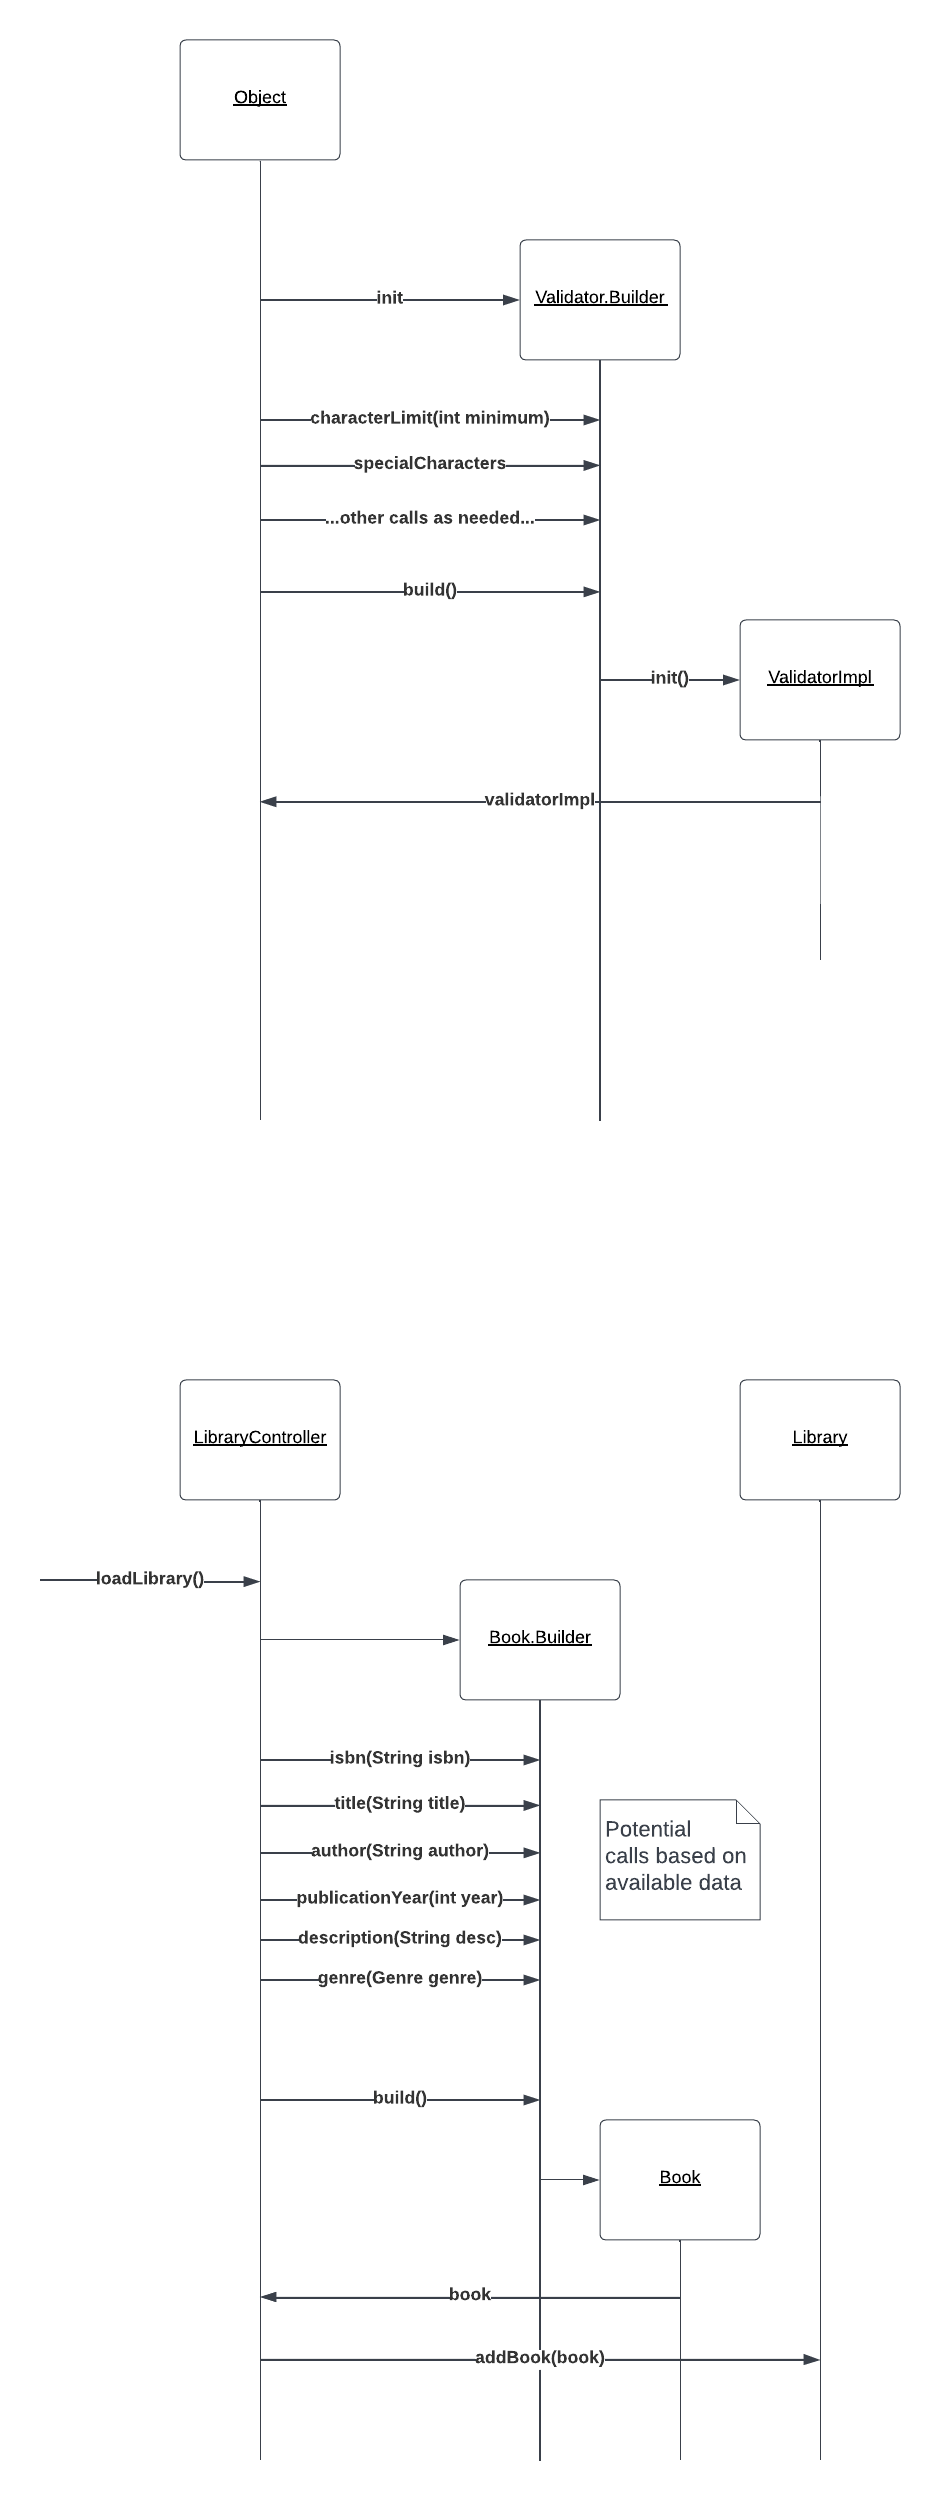 Object
Validator.Builder
init
characterLimit(int minimum)
specialCharacters
...other calls as needed...
build()
ValidatorImpl
init()
validatorImpl
LibraryController
Library
loadLibrary()
Book.Builder
isbn(String isbn)
title(String title)
Potential
calls based on
available data
author(String author)
publicationYear(int year)
description(String desc)
genre(Genre genre)
build()
Book
book
addBook(book)